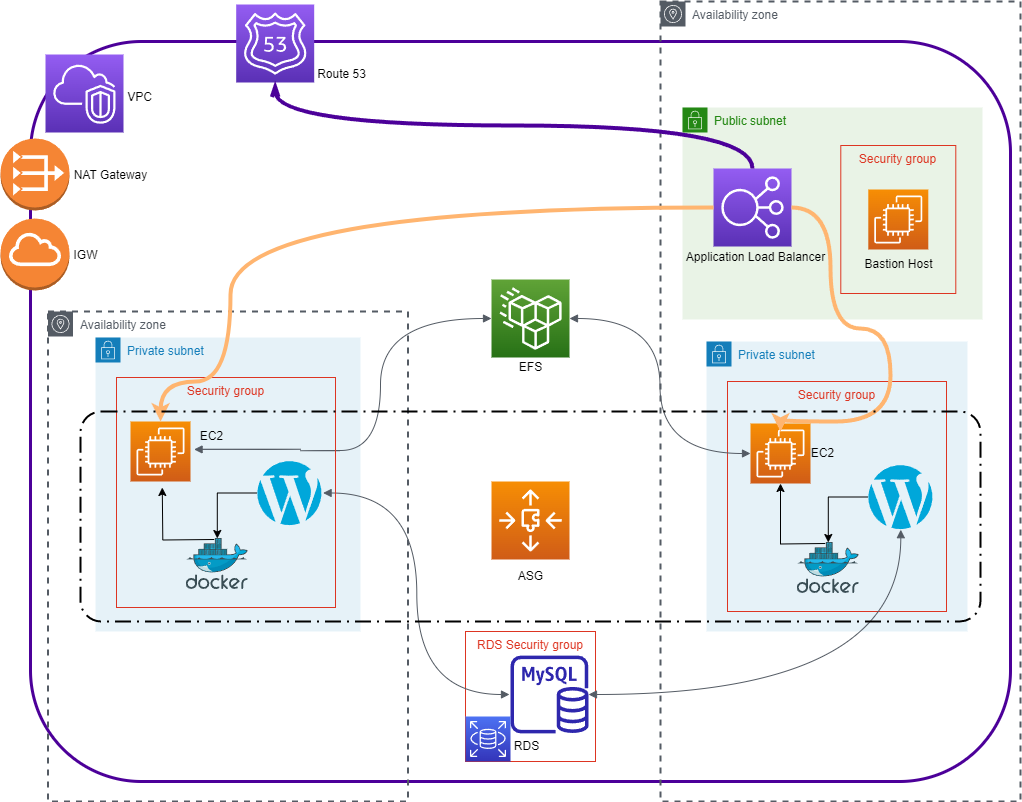 Availability zone
53
Route 53
VPC
Public subnet
Security group
NAT Gateway
Application Load Balancer
Bastion Host
IGW
Availability zone
EFS
Private subnet
Private subnet
Security group
Security group
EC2
EC2
ASG
docker
docker
RDS Security group
MySQL
RDS